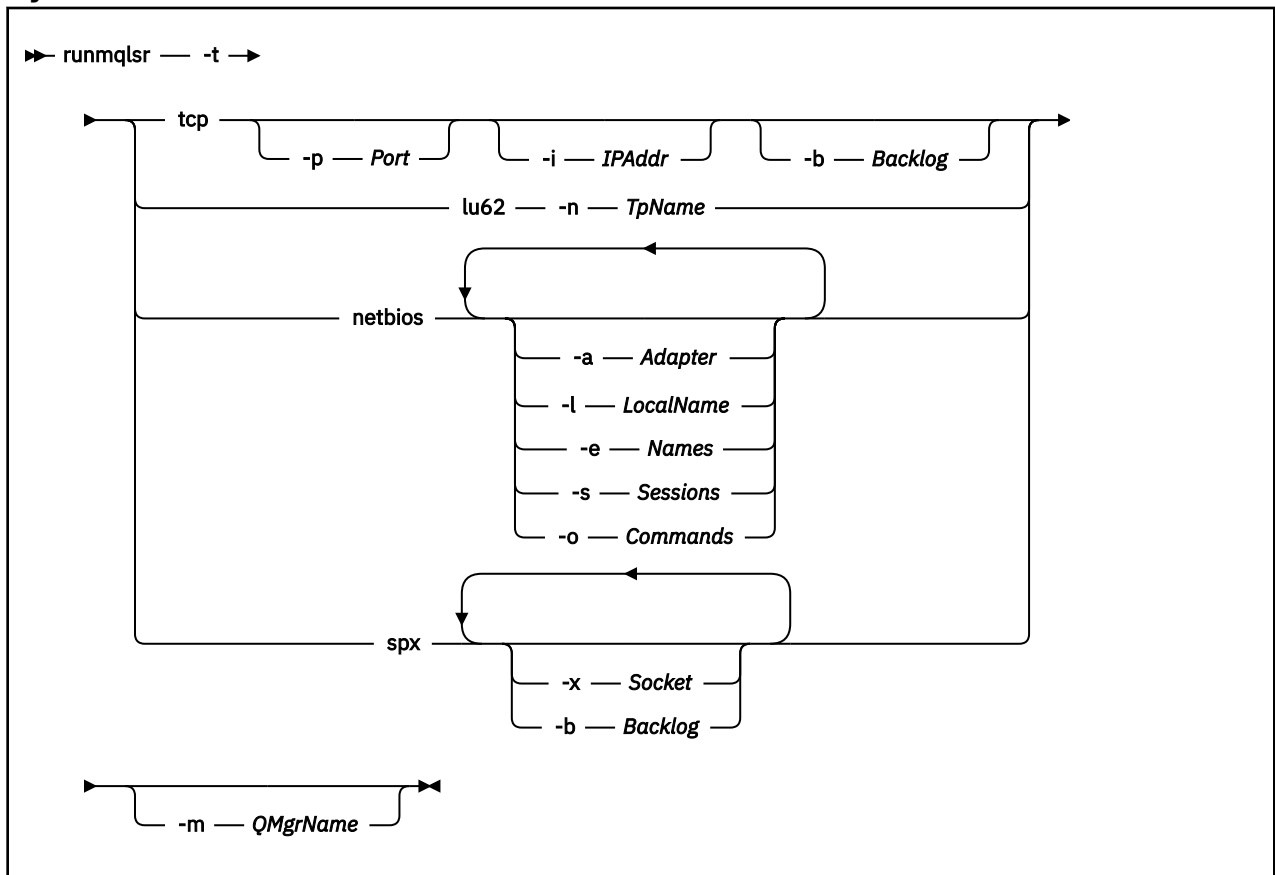 runmqlsr -t
tcp
-p Port -i IPAddr -b Backlog
lu62 -n TpName
netbios
-a Adapter
-l LocalName
-e Names
-s Sessions
-o Commands
spx
-x Socket
-b Backlog
-m QMgrName